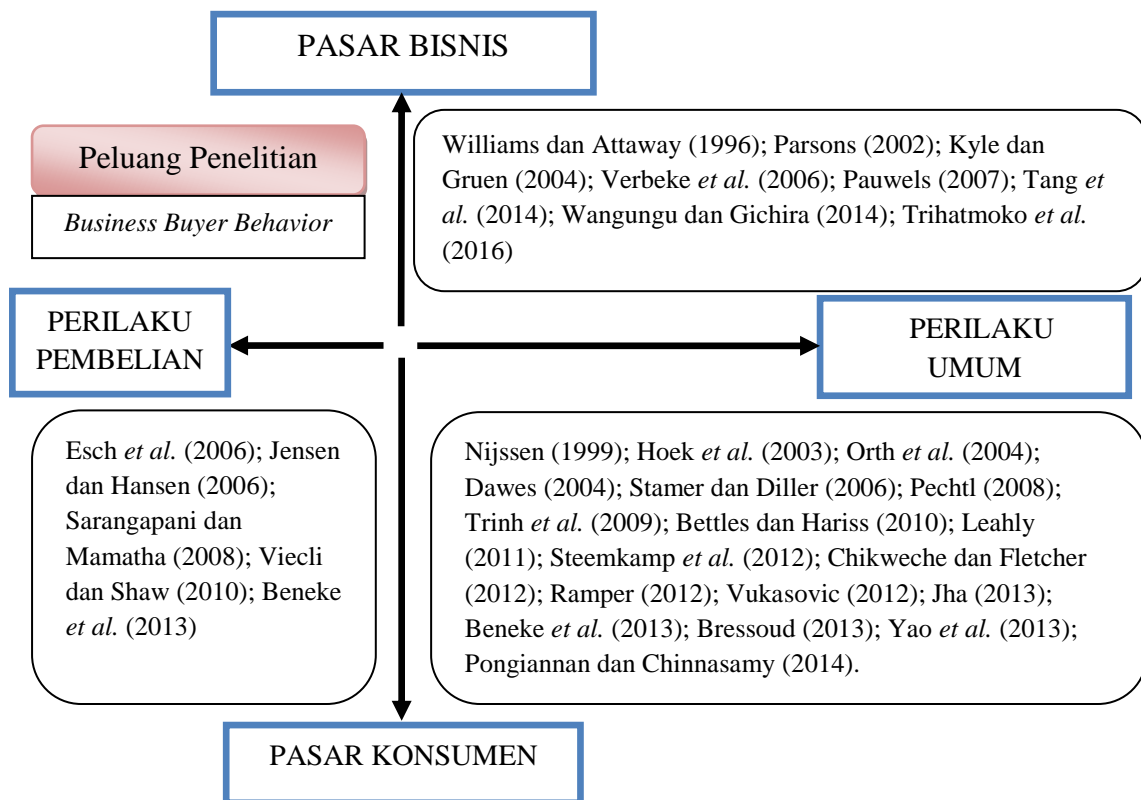 PASAR BISNIS
Peluang Penelitian
Business Buyer Behavior
Williams dan Attaway (1996); Parsons (2002); Kyle dan
Gruen (2004); Verbeke et al. (2006); Pauwels (2007); Tang et
al. (2014); Wangungu dan Gichira (2014); Trihatmoko et al.
(2016)
PERILAKU
PEMBELIAN
PERILAKU
UMUM
Esch et al. (2006); Jensen
dan Hansen (2006);
Sarangapani dan
Mamatha (2008); Viecli
dan Shaw (2010); Beneke
et al. (2013)
Nijssen (1999); Hoek et al. (2003); Orth et al. (2004);
Dawes (2004); Stamer dan Diller (2006); Pechtl (2008);
Trinh et al. (2009); Bettles dan Hariss (2010); Leahly
(2011); Steemkamp et al. (2012); Chikweche dan Fletcher
(2012); Ramper (2012); Vukasovic (2012); Jha (2013);
Beneke et al. (2013); Bressoud (2013); Yao et al. (2013);
Pongiannan dan Chinnasamy (2014).
PASAR KONSUMEN